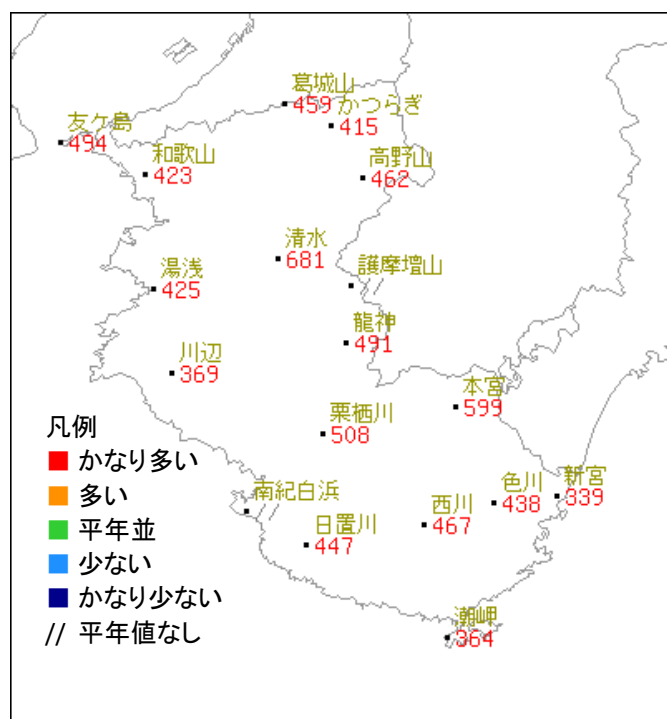 葛城山
459
かつらぎ
415
友ケ島
494
和歌山
423
高野山
462
清水
681
護摩壇山
//
湯浅
425
龍神
491
川辺
369
本宮
599
栗栖川
508
凡例
かなり多い
多い
平年並
少ない
かなり少ない
// 平年値なし
南紀白浜
//
日置川
447
西川
467
色川
438
新宮
339
潮岬
364